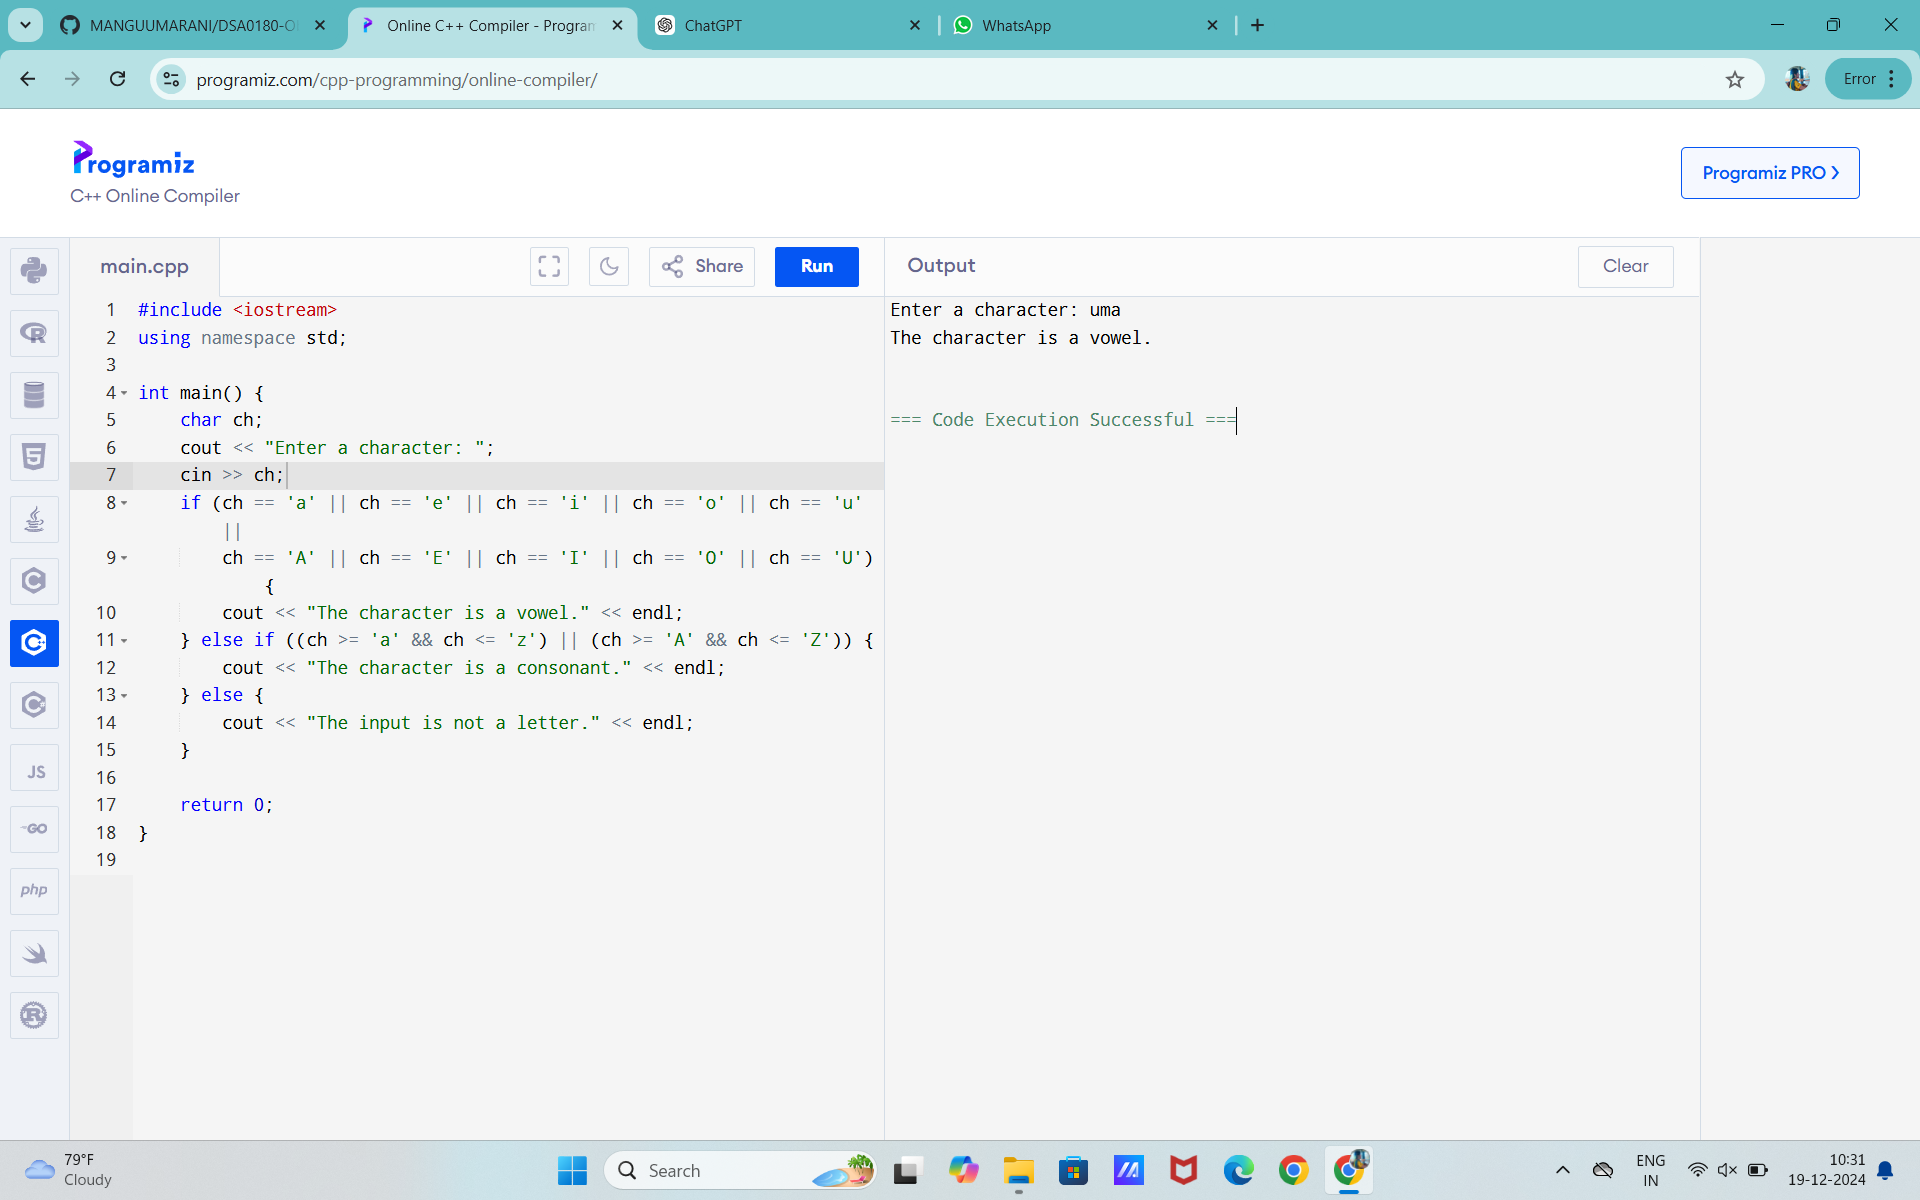 MANGUUMARANI/DSA0180-O
Online C++ Compiler - Program
ChatGPT
WhatsApp
programiz.com/cpp-programming/online-compiler/
Error
Programiz
C++ Online Compiler
Programiz PRO
main.cpp
Share
Run
Output
Clear
1 #include <iostream>
2 using namespace std;
3
4 int main() {
5 char ch;
6 cout << "Enter a character: ";
7 cin >> ch;
8 if (ch == 'a' || ch == 'e' || ch == 'i' || ch == 'o' || ch == 'u'
||
9 ch == 'A' || ch == 'E' || ch == 'I' || ch == 'O' || ch == 'U')
{
10 cout << "The character is a vowel." << endl;
11 } else if ((ch >= 'a' && ch <= 'z') || (ch >= 'A' && ch <= 'Z')) {
12 cout << "The character is a consonant." << endl;
13 } else {
14 cout << "The input is not a letter." << endl;
15 }
16
17 return 0;
18 }
19
Enter a character: uma
The character is a vowel.
=== Code Execution Successful ===
JS
GO
php
79°F
Cloudy
Search
ENG
IN
10:31
19-12-2024